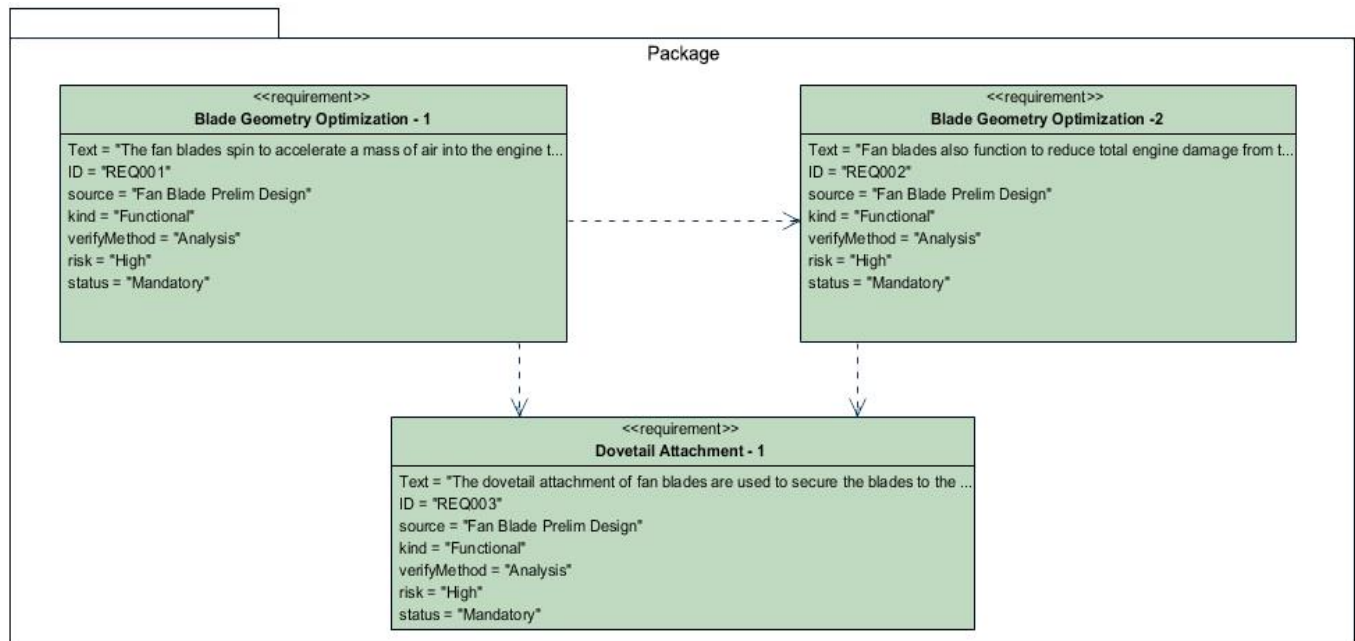 Package
<<requirement>>
Blade Geometry Optimization - 1
Text = "The fan blades spin to accelerate a mass of air into the engine t...
ID = "REQ001"
source = "Fan Blade Prelim Design"
kind = "Functional"
verifyMethod = "Analysis"
risk = "High"
status = "Mandatory"
<<requirement>>
Blade Geometry Optimization -2
Text = "Fan blades also function to reduce total engine damage from t...
ID = "REQ002"
source = "Fan Blade Prelim Design"
kind = "Functional"
verifyMethod = "Analysis"
risk = "High"
status = "Mandatory"
<<requirement>>
Dovetail Attachment - 1
Text = "The dovetail attachment of fan blades are used to secure the blades to the ...
ID = "REQ003"
source = "Fan Blade Prelim Design"
kind = "Functional"
verifyMethod = "Analysis"
risk = "High"
status = "Mandatory"